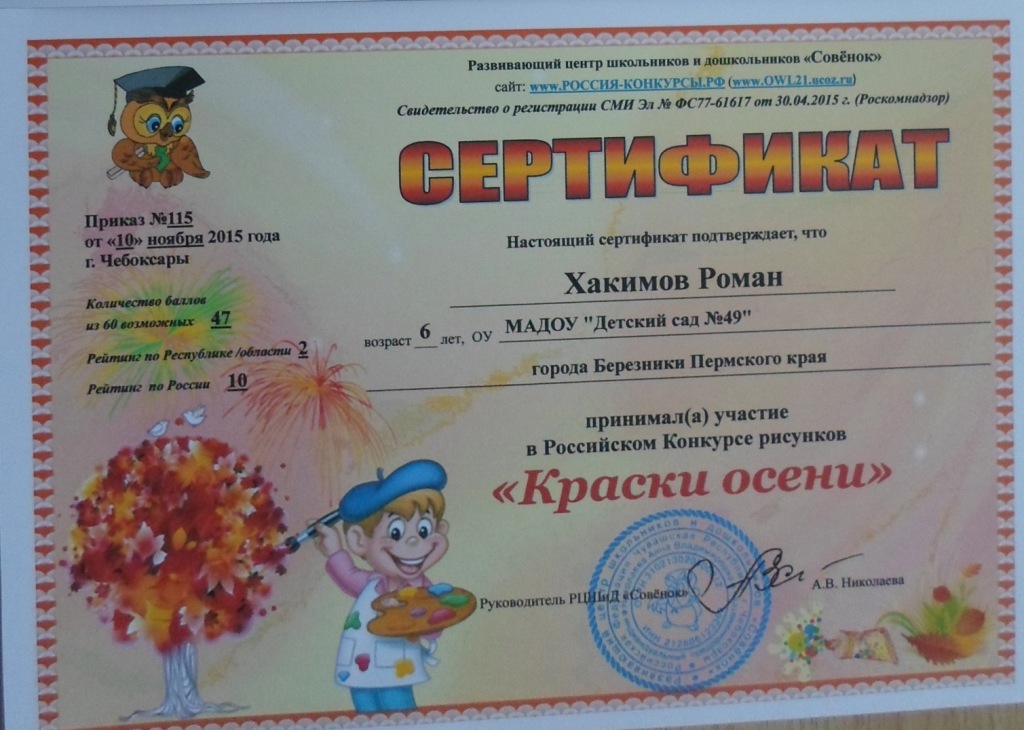 Развивающий центр школьников и дошкольников «Совёнок»
сайт: www.РОССИЯ-КОНКУРСЫ.РФ (www.OWL21.ucoz.ru)
Свидетельство о регистрации СМИ Эл № ФС77-61617 от 30.04.2015 г. (Роскомнадзор)
СЕРТИФИКАТ
Приказ №115
от «10» ноября 2015 года
г. Чебоксары
Количество баллов
из 60 возможных 47
Рейтинг по Республике /области 2
Рейтинг по России 10
Настоящий сертификат подтверждает, что
Хакимов Роман
возраст 6 лет, ОУ МАДОУ "Детский сад №49"
города Березники Пермского края
принимал(а) участие
в Российском Конкурсе рисунков
«Краски осени»
Руководитель РЦШиД «Совёнок» А.В. Николаева
школьников и дошкол
Чувашская Республика